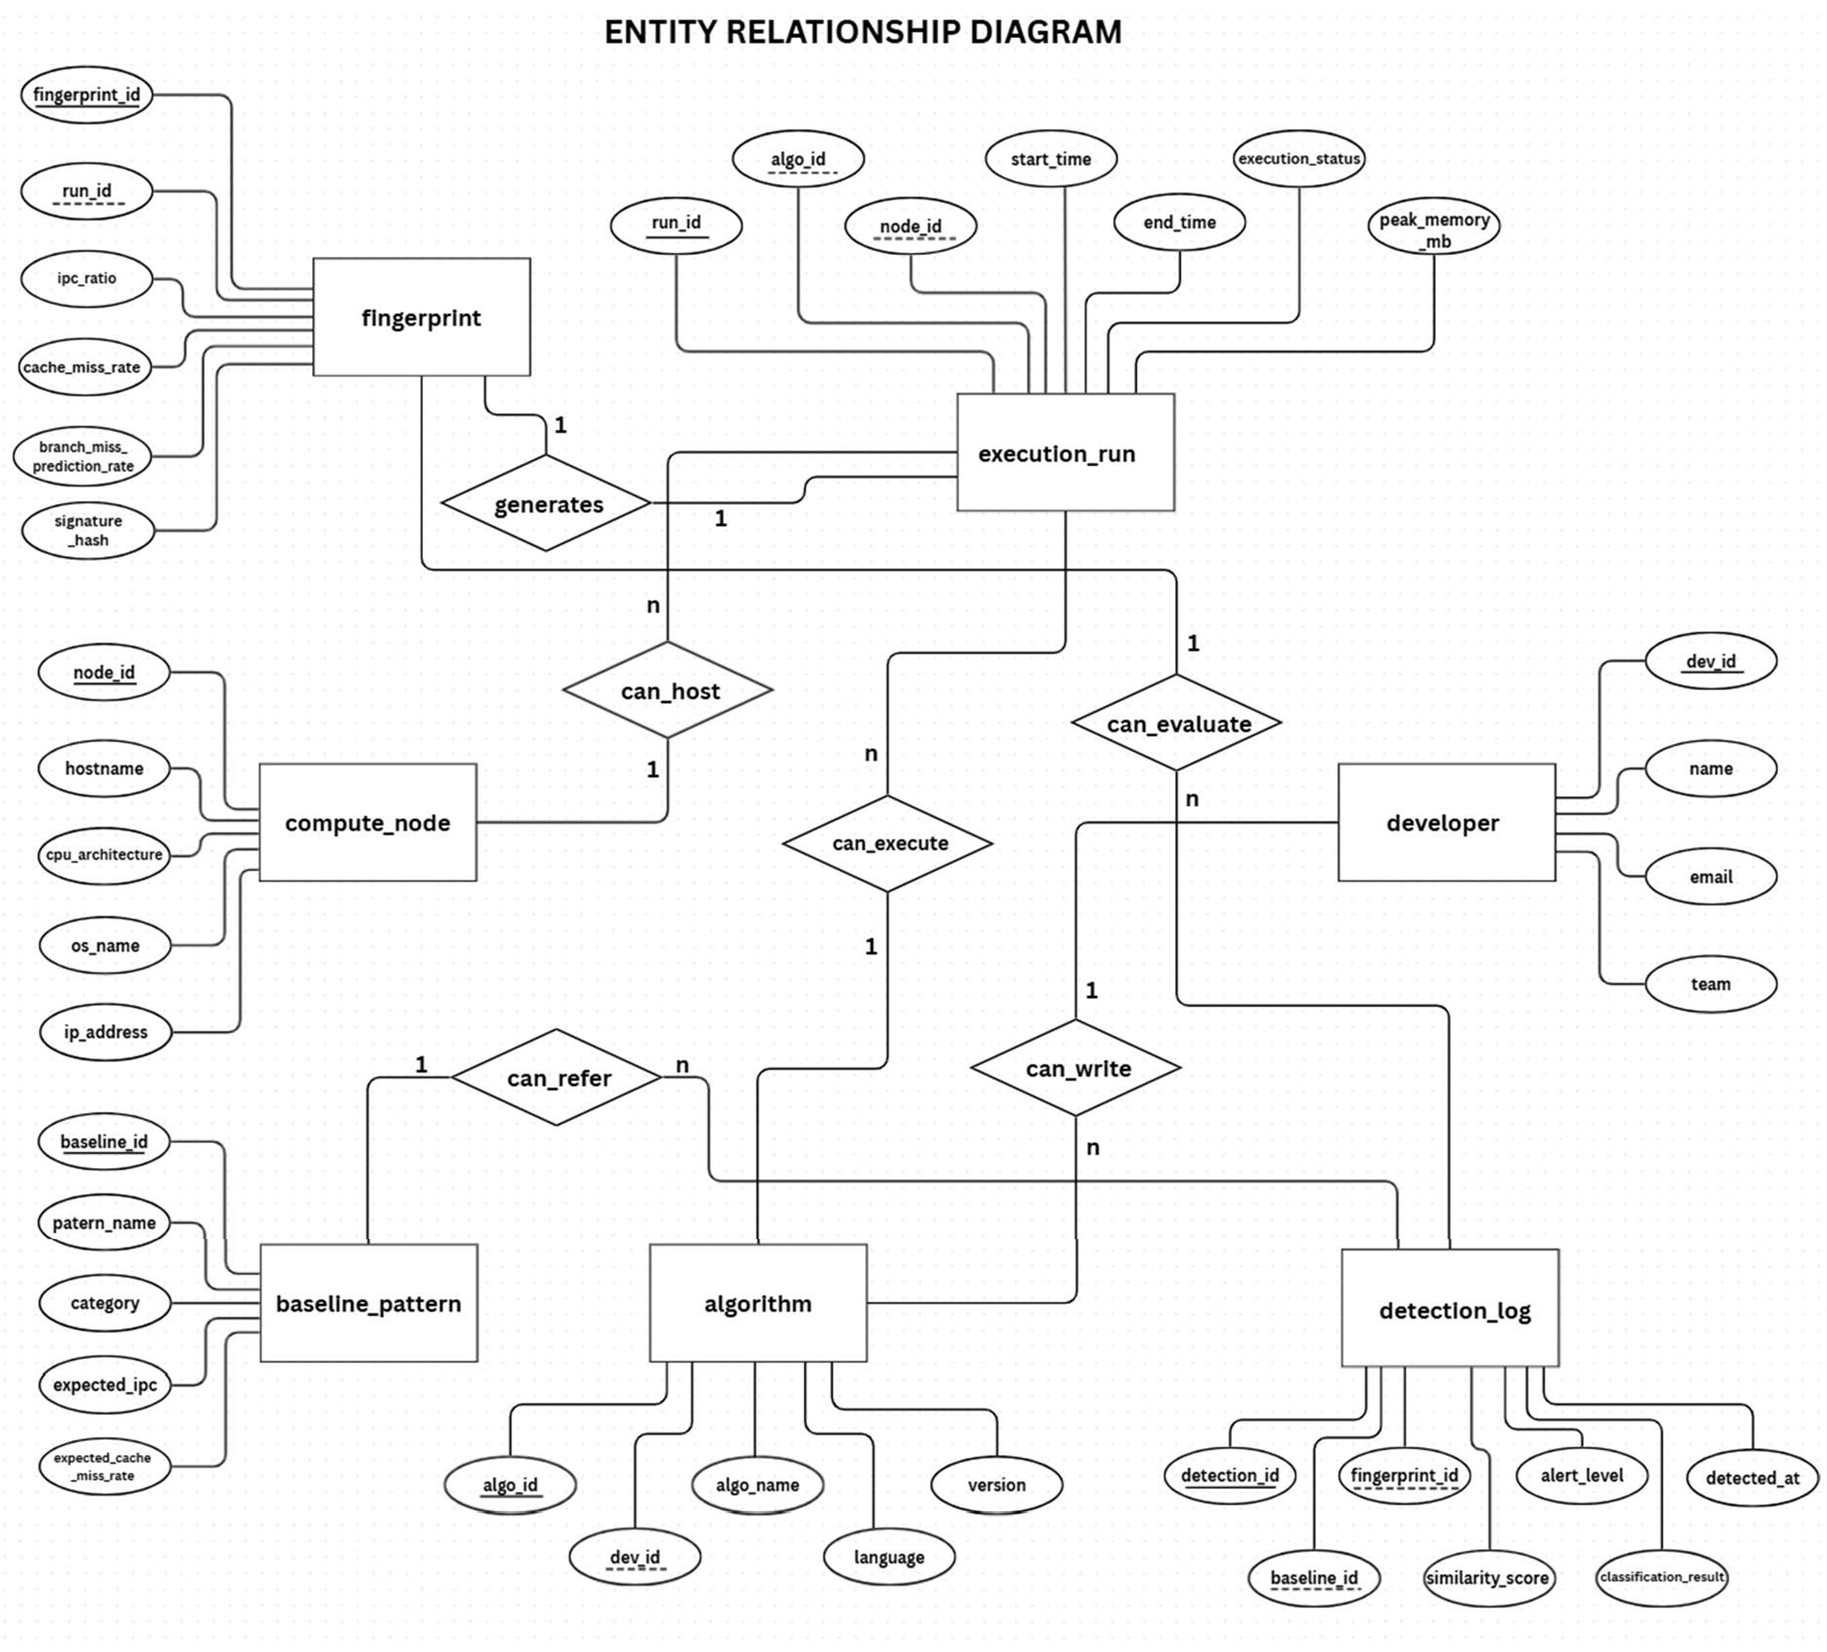 ENTITY RELATIONSHIP DIAGRAM
fingerprint_id
run_id
ipc_ratio
cache_miss_rate
branch_miss_
prediction_rate
signature
_hash
fingerprint
run_id
algo_id
node_id
start_time
end_time
execution_status
peak_memory
_mb
execution_run
1
generates
1
n
can_host
1
node_id
hostname
cpu_architecture
os_name
ip_address
compute_node
n
can_execute
1
1
can_evaluate
n
developer
dev_id
name
email
team
1
can_write
n
1
can_refer
n
baseline_id
patern_name
category
expected_ipc
expected_cache
_miss_rate
baseline_pattern
algorithm
algo_id
dev_id
algo_name
language
version
detection_log
detection_id
baseline_id
fingerprint_id
similarity_score
alert_level
classification_result
detected_at